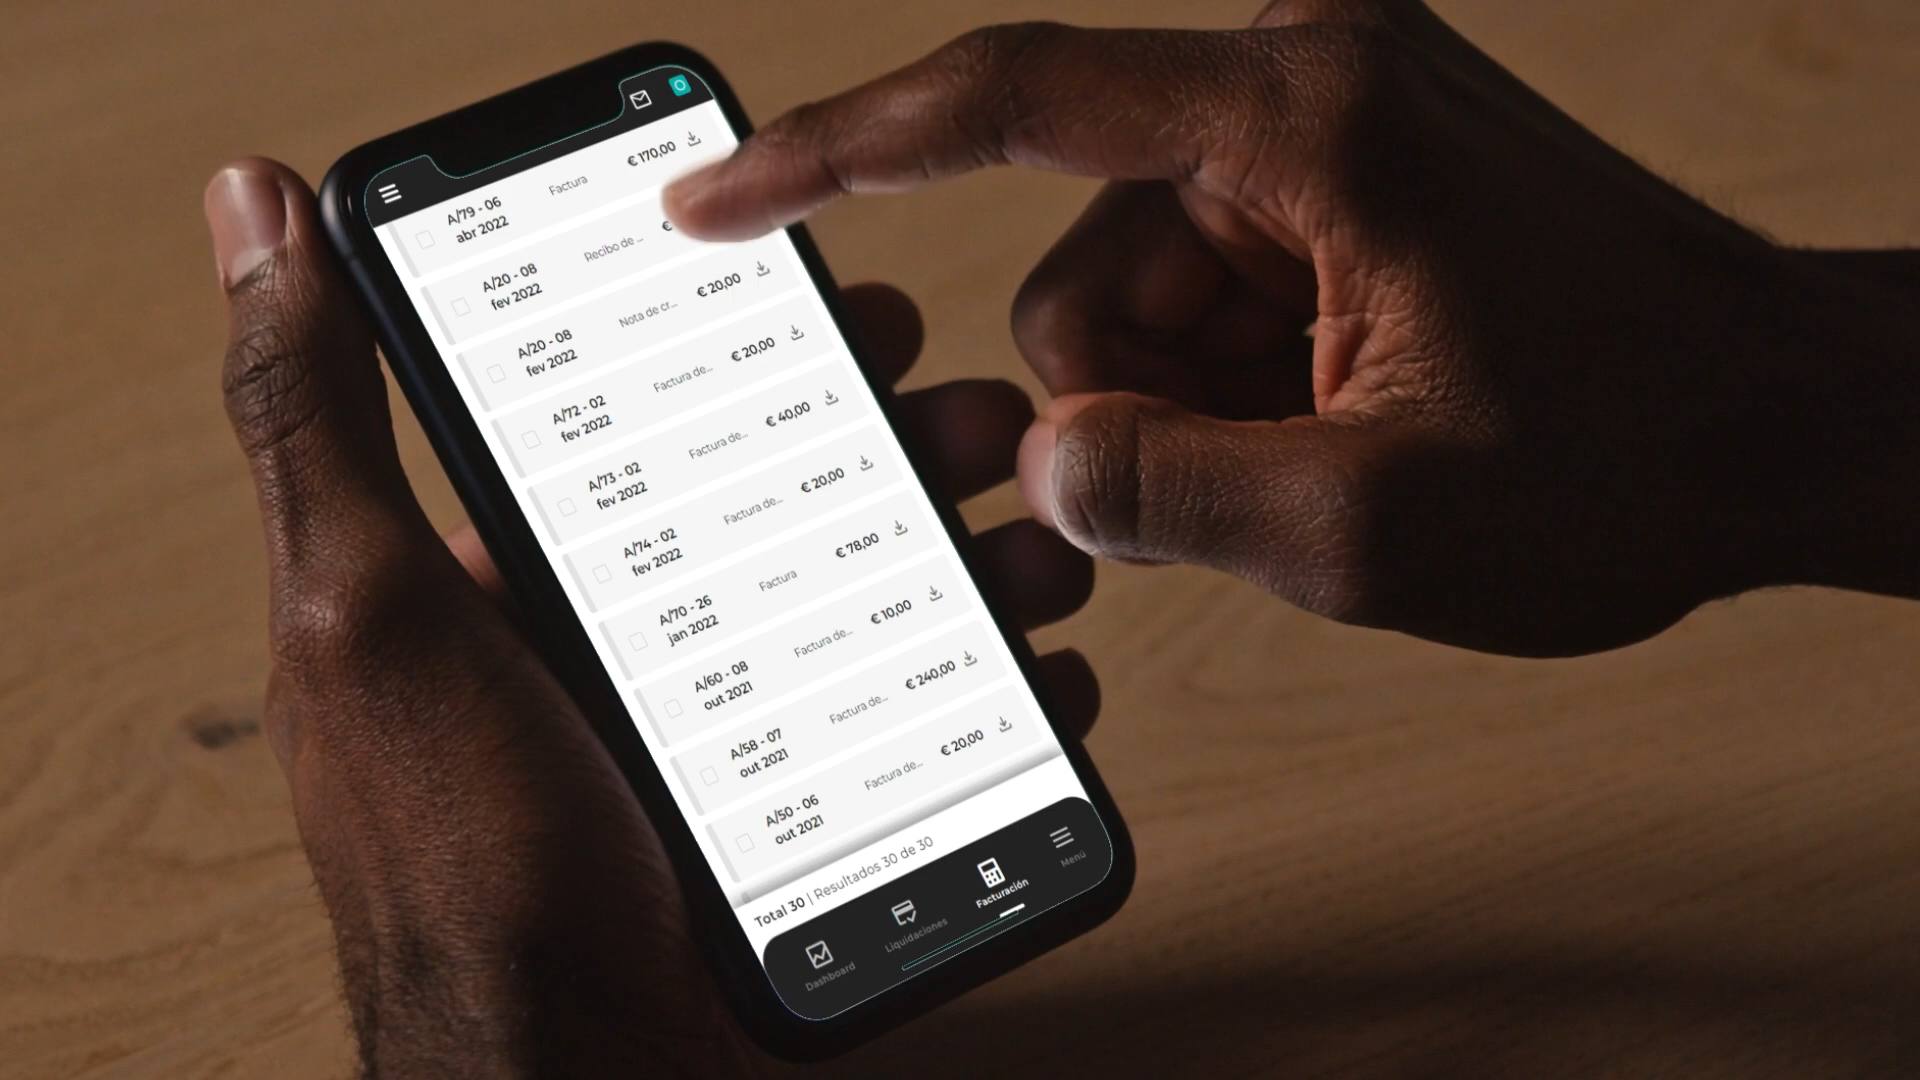 A/79 - 06
abr 2022
Factura
€ 170,00
A/20 - 08
fev 2022
Recibo de ...
€
A/20 - 08
fev 2022
Nota de cr...
€ 20,00
A/72 - 02
fev 2022
Factura de...
€ 20,00
A/73 - 02
fev 2022
Factura de...
€ 40,00
A/74 - 02
fev 2022
Factura de...
€ 20,00
A/70 - 26
jan 2022
Factura
€ 78,00
A/60 - 08
out 2021
Factura de...
€ 10,00
A/58 - 07
out 2021
Factura de...
€ 240,00
A/50 - 06
out 2021
Factura de...
€ 20,00
Total 30 | Resultados 30 de 30
Dashboard
Liquidaciones
Facturación
Menú